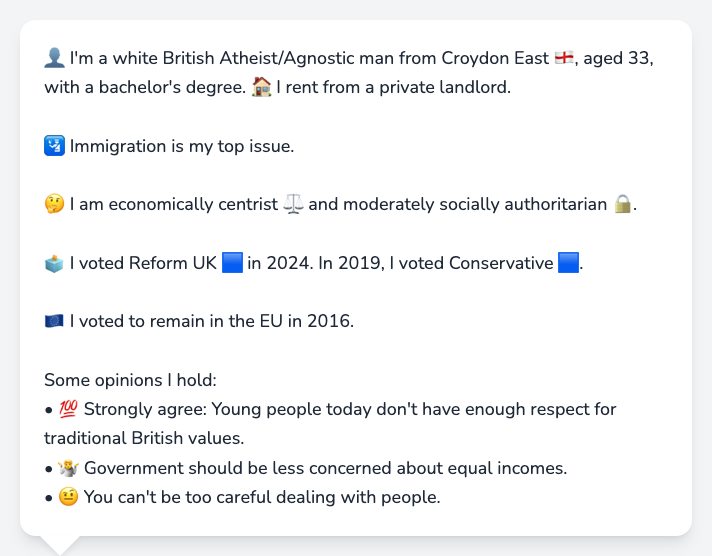 👤 I'm a white British Atheist/Agnostic man from Croydon East 🏴󠁧󠁢󠁥󠁮󠁧󠁿, aged 33,
with a bachelor's degree. 🏠 I rent from a private landlord.
🛂 Immigration is my top issue.
🤔 I am economically centrist ⚖️ and moderately socially authoritarian 🔒.
🗳️ I voted Reform UK 🟦 in 2024. In 2019, I voted Conservative 🟦.
🇪🇺 I voted to remain in the EU in 2016.
Some opinions I hold:
• 💯 Strongly agree: Young people today don't have enough respect for
traditional British values.
• 🤷 Government should be less concerned about equal incomes.
• 🤨 You can't be too careful dealing with people.